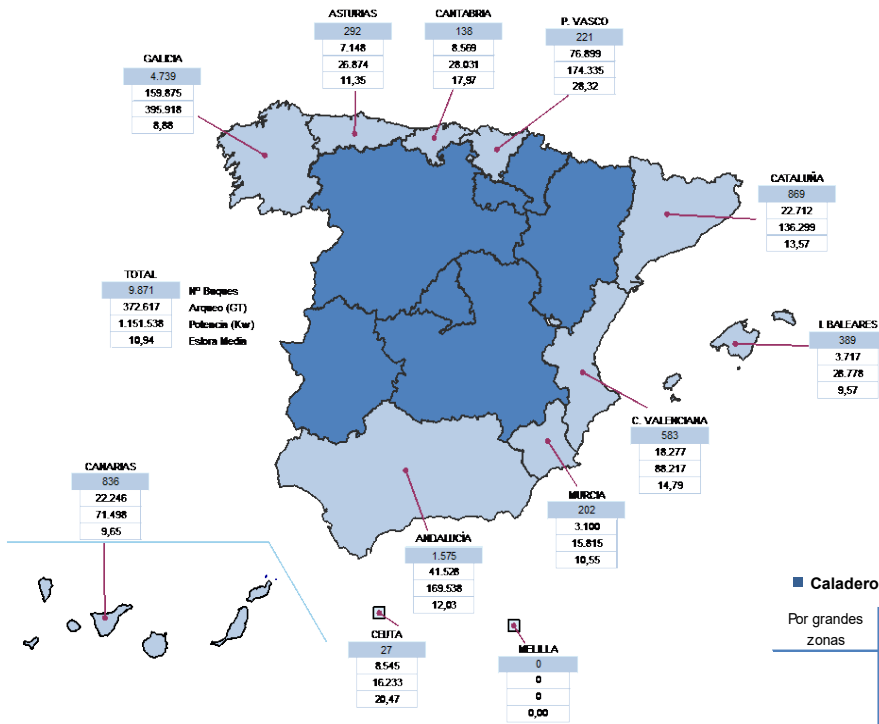 ASTURIAS
292
7.148
26.874
11,35
CANTABRIA
138
8.569
28.031
17,97
P. VASCO
221
76.899
174.335
28,32
GALICIA
4.739
159.875
395.918
8,88
CATALUÑA
869
22.712
136.299
13,57
TOTAL
9.871 Nº Buques
372.617 Arqueo (GT)
1.151.538 Potencia (Kw)
10,94 Eslora Media
I. BALEARES
389
3.717
28.778
9,57
C. VALENCIANA
583
18.277
88.217
14,79
CANARIAS
836
22.246
71.498
9,65
MURCIA
202
3.100
15.815
10,55
ANDALUCÍA
1.575
41.528
169.538
12,03
CEUTA
27
8.545
16.233
20,47
MELILLA
0
0
0
0,00
Caladero
Por grandes
zonas